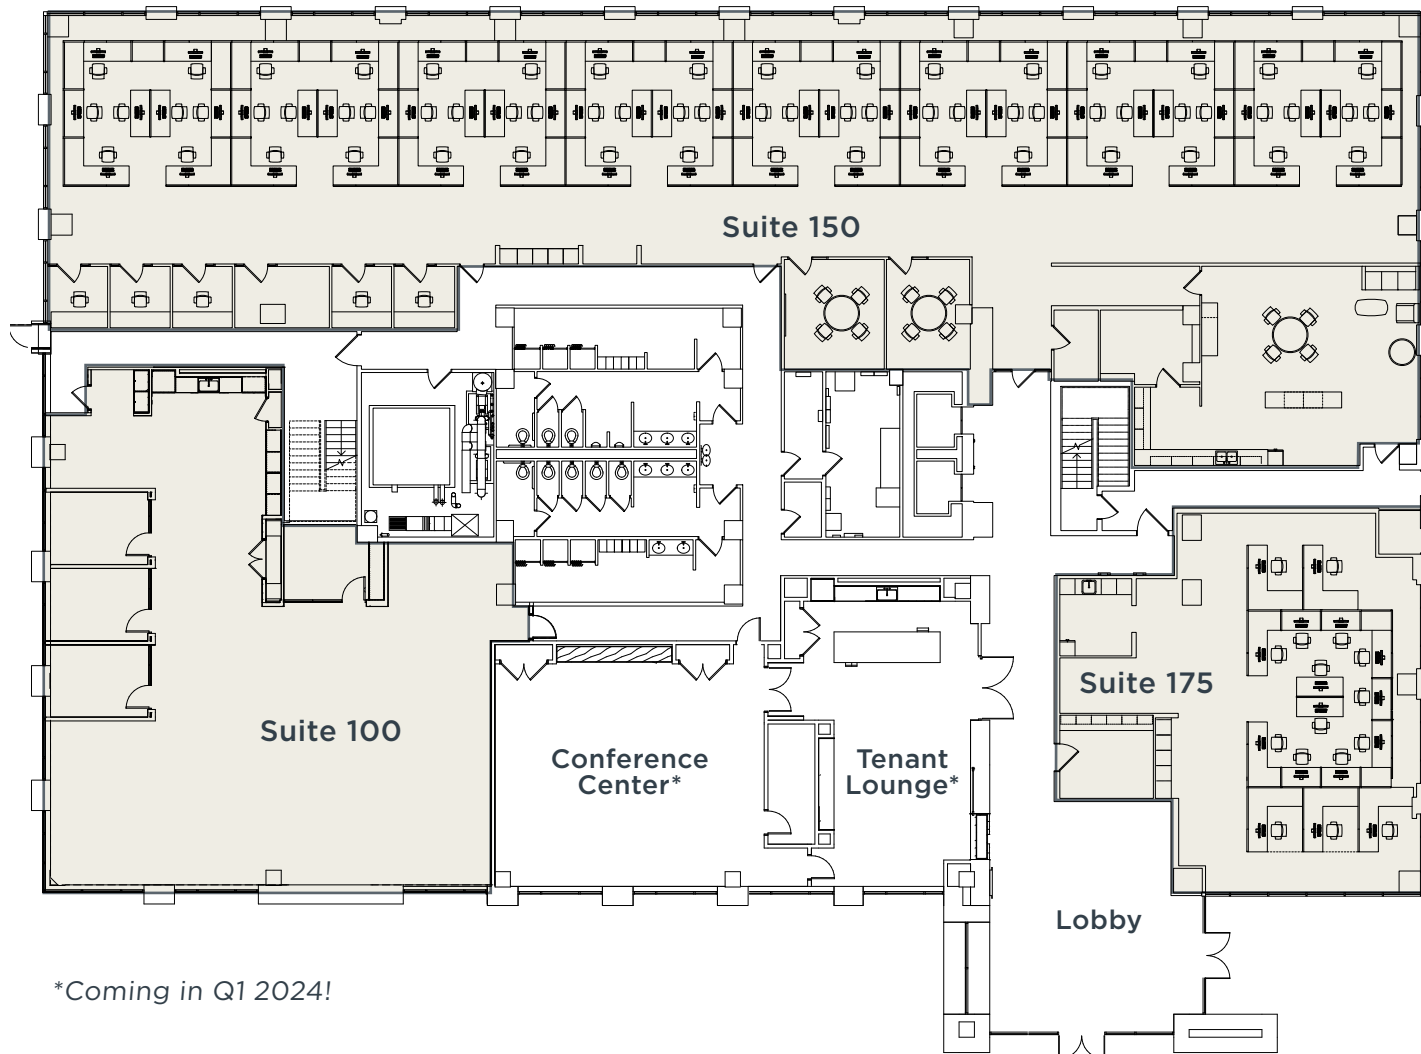 Suite 150
Suite 175
Suite 100
Conference
Center*
Tenant
Lounge*
Lobby
*Coming in Q1 2024!